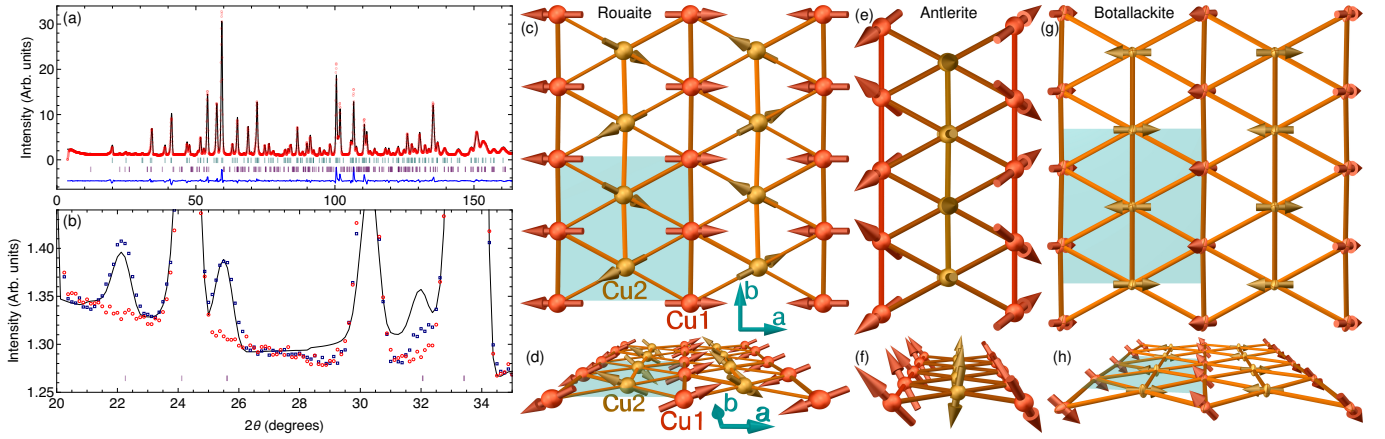 (a)
Intensity (Arb. units)
30
20
10
0
0 50 100 150
(b)
Intensity (Arb. units)
1.40
1.35
1.30
1.25
20 22 24 26 28 30 32 34
2θ (degrees)
(c) Rouaite
Cu2
Cu1
b
a
(d)
Cu2
Cu1
b
a
(e) Antlerite
(f)
(g) Botallackite
(h)